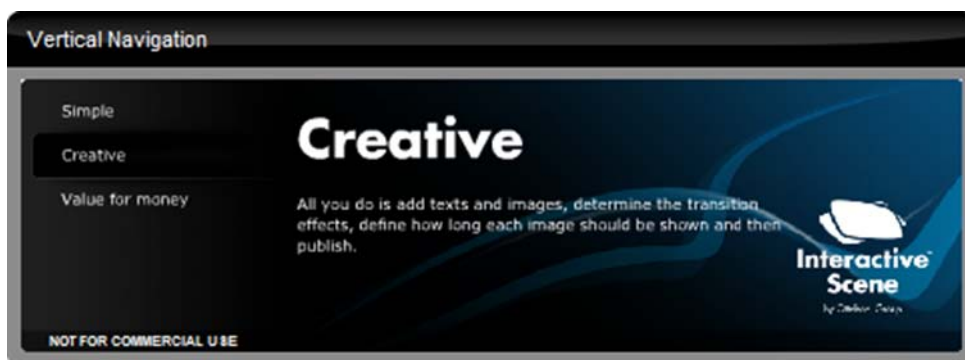 Vertical Navigation
Simple
Creative
Value for money
Creative
All you do is add texts and images, determine the transition
effects, define how long each image should be shown and then
publish.
Interactive
Scene
by
NOT FOR COMMERCIAL USE